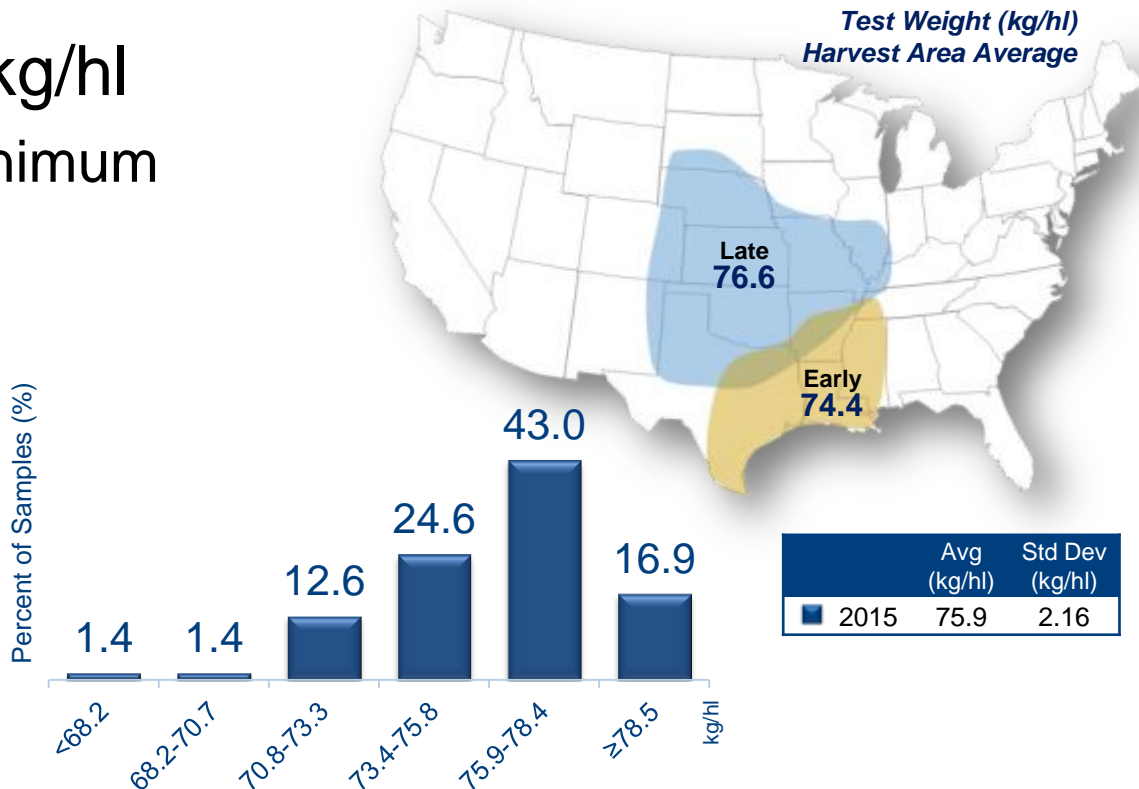 kg/hl
nimum
Test Weight (kg/hl)
Harvest Area Average
Late
76.6
Early
74.4
Percent of Samples (%)
1.4
1.4
12.6
24.6
43.0
16.9
<68.2
68.2-70.7
70.8-73.3
73.4-75.8
75.9-78.4
≥78.5
kg/hl
Avg Std Dev
(kg/hl) (kg/hl)
2015 75.9 2.16